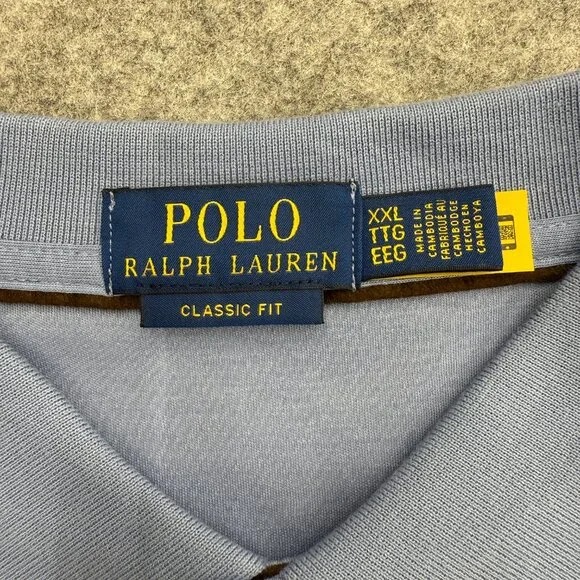 POLO
RALPH LAUREN
CLASSIC FIT
XXL
TTG
EEG
MADE IN
CAMBODIA
FABRIQUÉ AU
CAMBODGE
HECHO EN
CAMBOYA